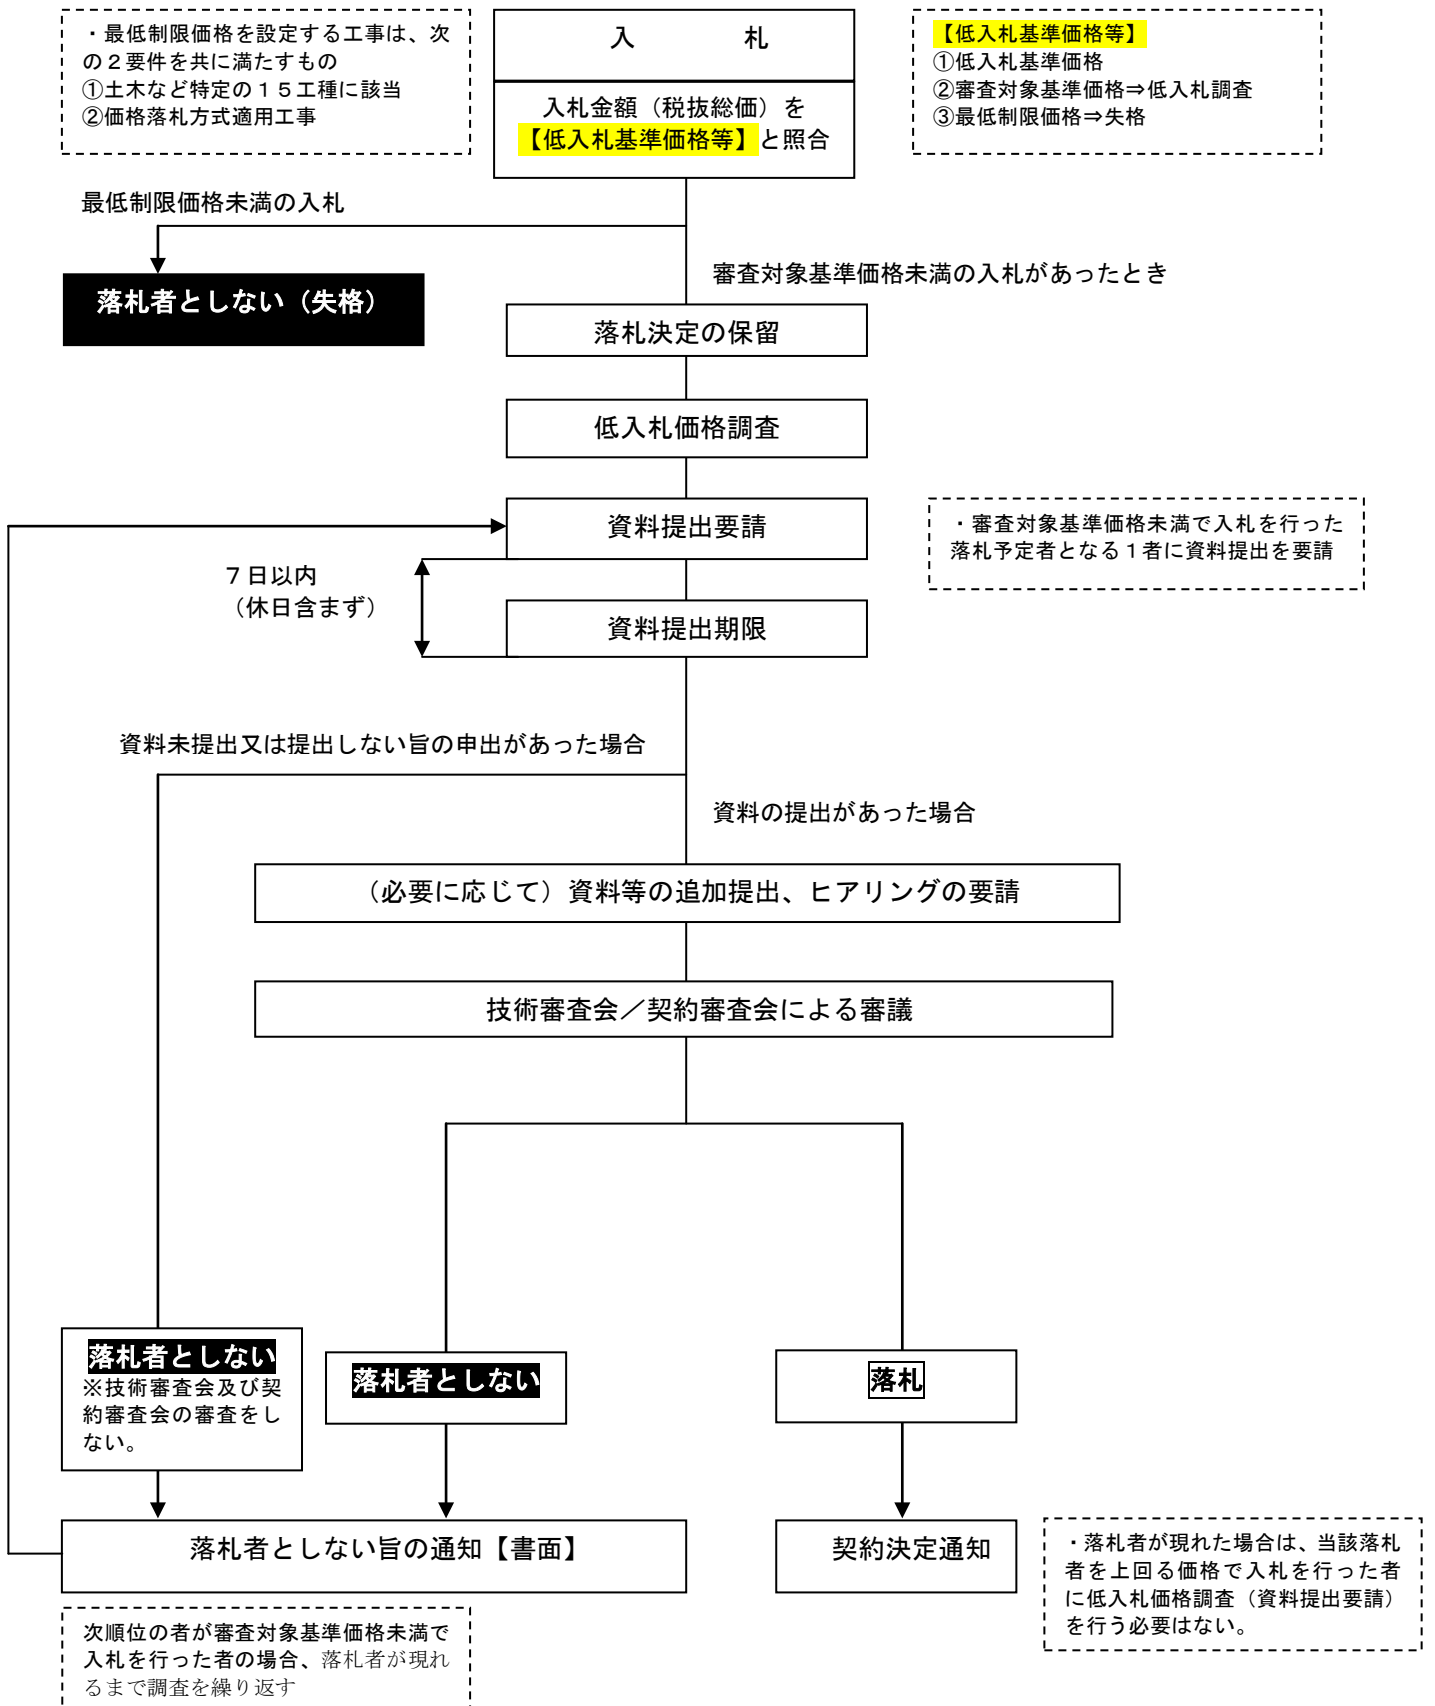 ・最低制限価格を設定する工事は、次
の２要件を共に満たすもの
①土木など特定の１５工種に該当
②価格落札方式適用工事
入　　　　札
入札金額（税抜総価）を
【低入札基準価格等】と照合
【低入札基準価格等】
①低入札基準価格
②審査対象基準価格⇒低入札調査
③最低制限価格⇒失格
最低制限価格未満の入札
落札者としない（失格）
審査対象基準価格未満の入札があったとき
落札決定の保留
低入札価格調査
資料提出要請
・審査対象基準価格未満で入札を行った
落札予定者となる１者に資料提出を要請
７日以内
（休日含まず）
資料提出期限
資料未提出又は提出しない旨の申出があった場合
資料の提出があった場合
（必要に応じて）資料等の追加提出、ヒアリングの要請
技術審査会／契約審査会による審議
落札者としない
※技術審査会及び契
約審査会の審査をし
ない。
落札者としない
落札
落札者としない旨の通知【書面】
契約決定通知
・落札者が現れた場合は、当該落札
者を上回る価格で入札を行った者
に低入札価格調査（資料提出要請）
を行う必要はない。
次順位の者が審査対象基準価格未満で
入札を行った者の場合、落札者が現れ
るまで調査を繰り返す